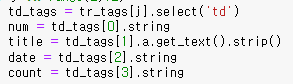 td_tags = tr_tags[j].select('td')
num = td_tags[0].string
title = td_tags[1].a.get_text().strip()
date = td_tags[2].string
count = td_tags[3].string